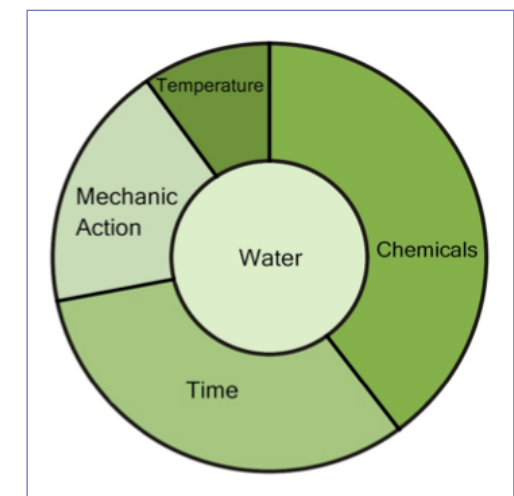 Temperature
Mechanic
Action
Water
Chemicals
Time